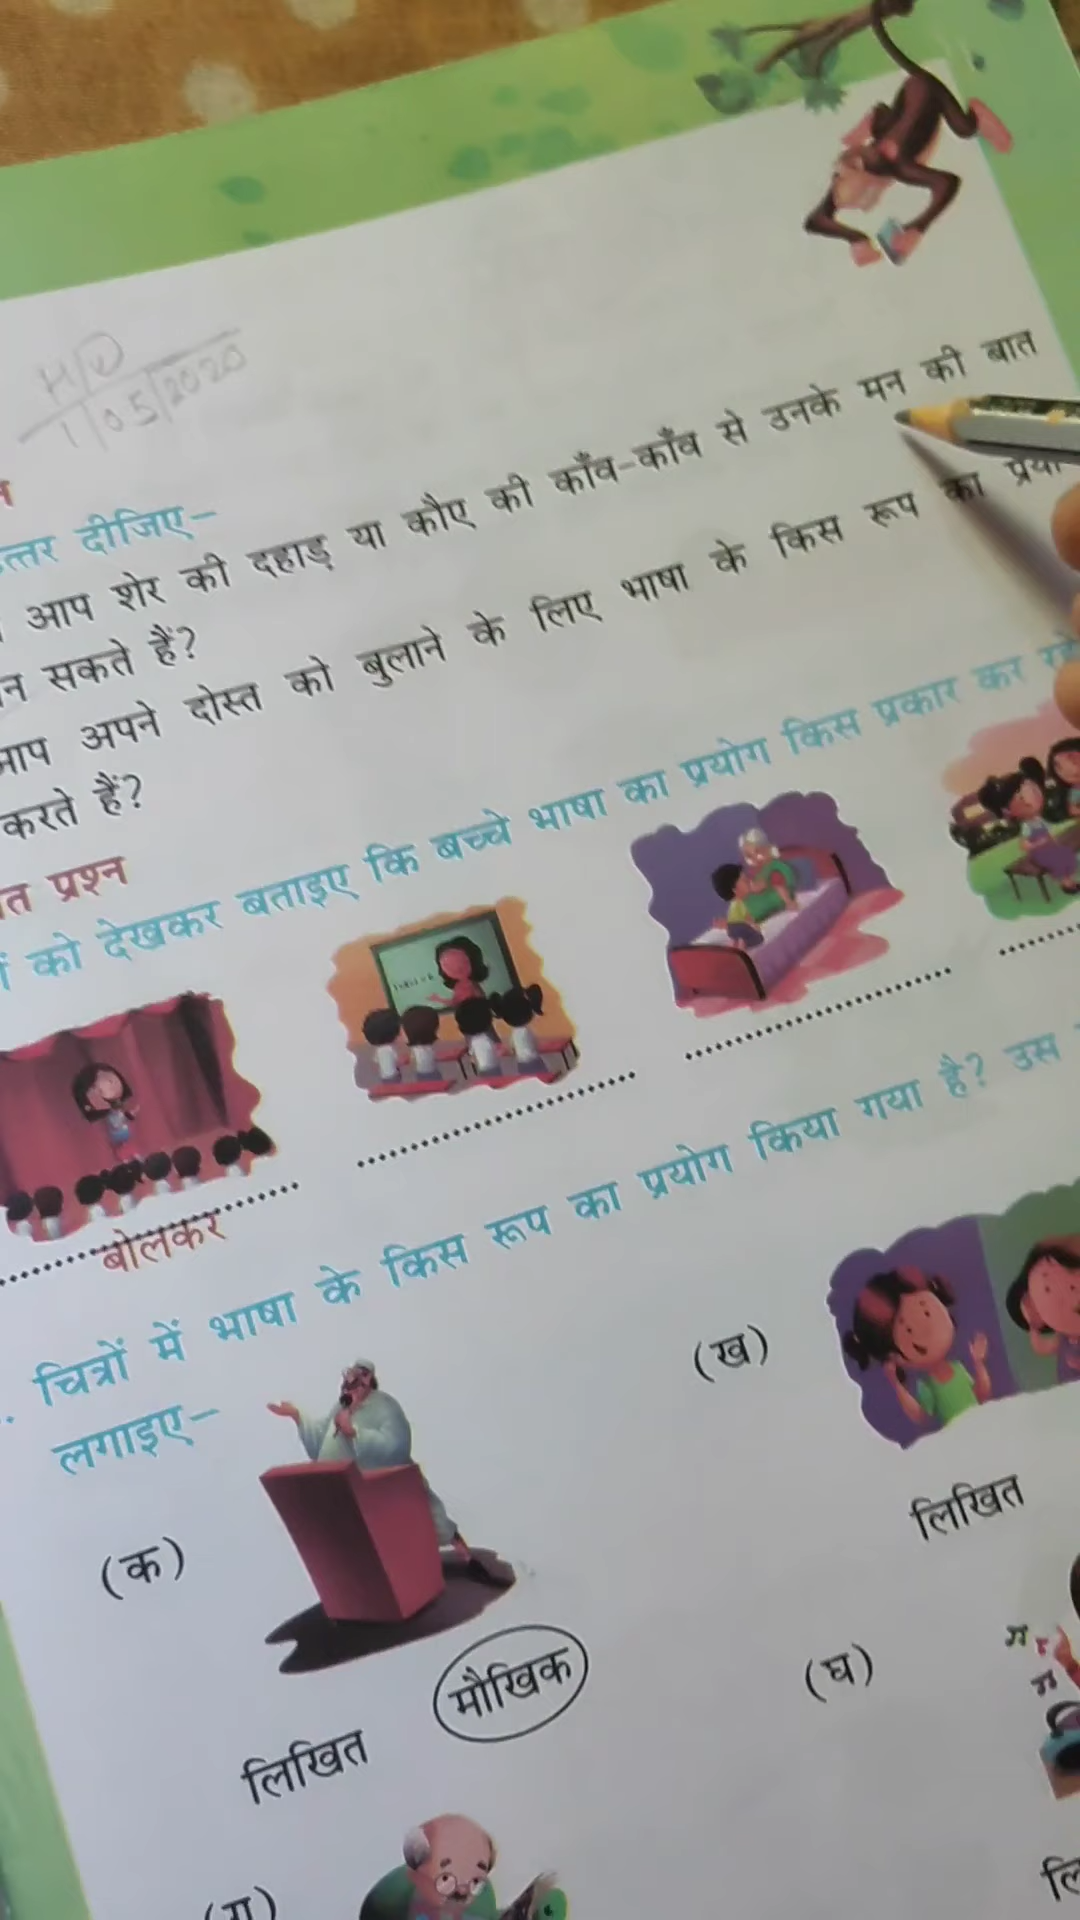 H W
1/05/2020
त्तर दीजिए-
आप शेर की दहाड़ या कौए की काँव-काँव से उनके मन की बात
सकते हैं?
आप अपने दोस्त को बुलाने के लिए भाषा के किस रूप का
करते हैं?
प्रश्न
को देखकर बताइए कि बच्चे भाषा का प्रयोग किस प्रकार कर
बोलकर
चित्रों में भाषा के किस रूप का प्रयोग किया गया है? उस
लगाइए-
(क)
(ख)
लिखित
मौखिक
लिखित
(घ)
(ग)